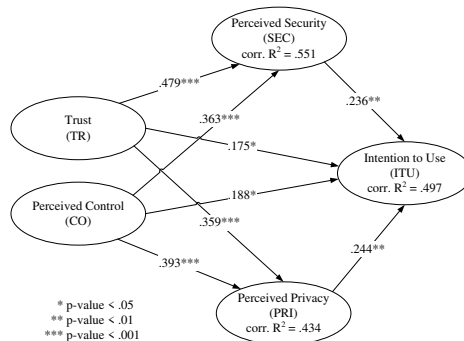 Perceived Security
(SEC)
corr. R² = .551
.479***
.363***
.236**
Trust
(TR)
.175*
Intention to Use
(ITU)
corr. R² = .497
.188*
Perceived Control
(CO)
.359***
.393***
.244**
Perceived Privacy
(PRI)
corr. R² = .434
* p-value < .05
** p-value < .01
*** p-value < .001